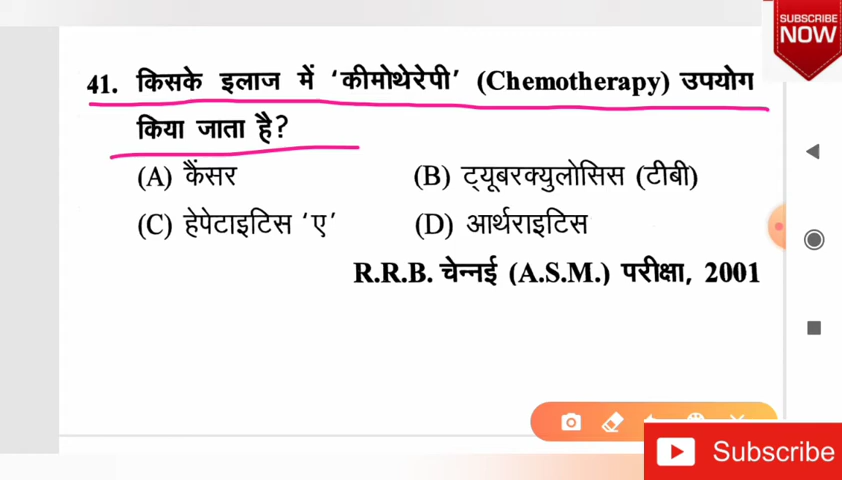 SUBSCRIBE
NOW
41. किसके इलाज में ‘कीमोथेरेपी’ (Chemotherapy) उपयोग
किया जाता है?
(A) कैंसर (B) ट्यूबरक्युलोसिस (टीबी)
(C) हेपेटाइटिस ‘ए’ (D) आर्थराइटिस
R.R.B. चेन्नई (A.S.M.) परीक्षा, 2001
Subscribe